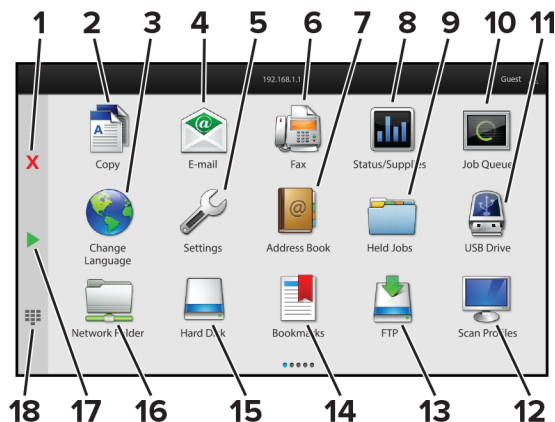 1 2 3 4 5 6 7 8 9 10 11
192.168.1.1
Guest
X
A
@
Copy E-mail Fax Status/Supplies Job Queue
@
Change Language Settings Address Book Held Jobs USB Drive
Network Folder Hard Disk Bookmarks FTP Scan Profiles
18 17 16 15 14 13 12